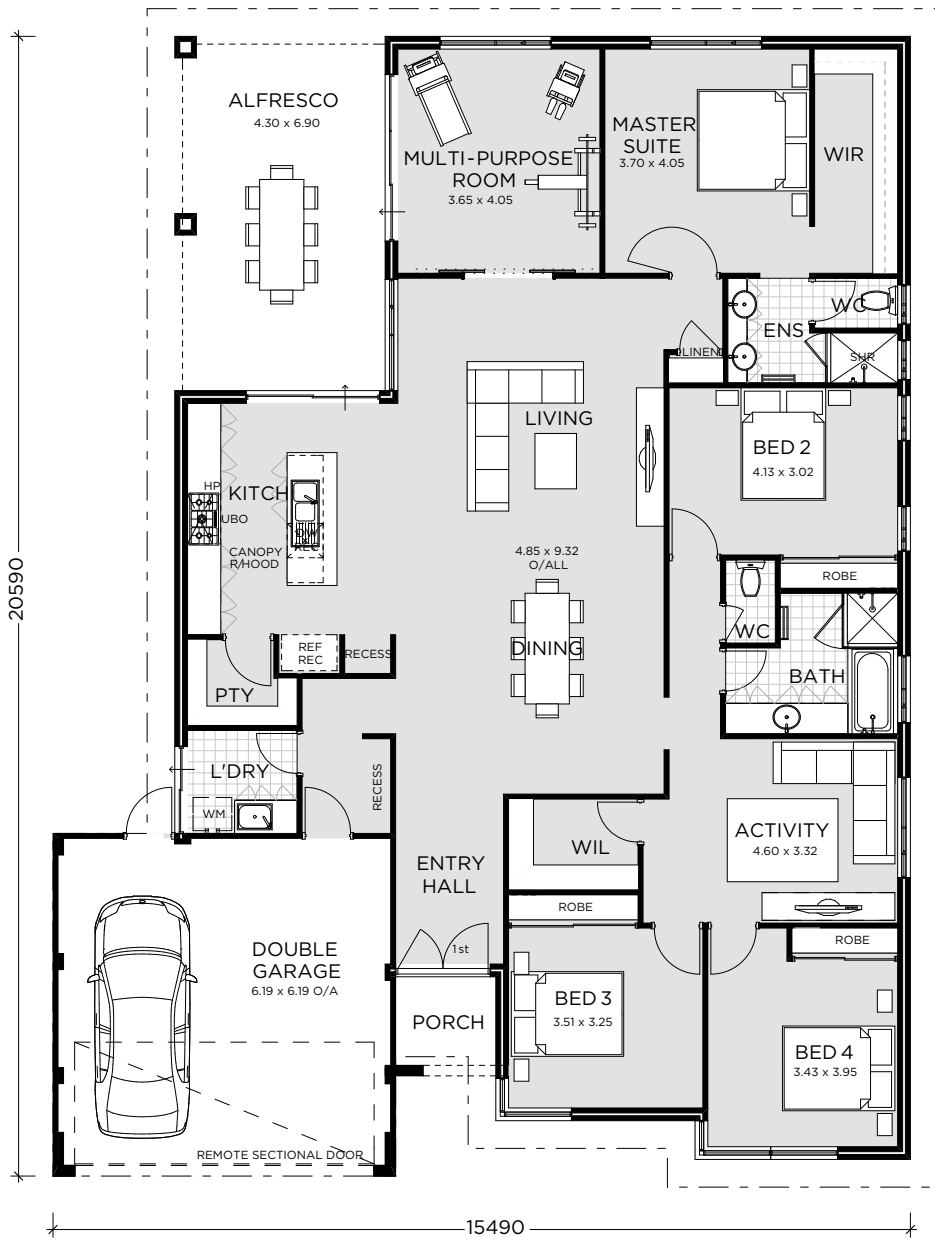 ALFRESCO
4.30 x 6.90
MULTI-PURPOSE
ROOM
3.65 x 4.05
MASTER
SUITE
3.70 x 4.05
WIR
WC
ENS
SHR
LINEN
LIVING
BED 2
4.13 x 3.02
HP
KITCH
UBO
CANOPY
R/HOOD
DW
REC
4.85 x 9.32
O/ALL
ROBE
REF
REC
RECESS
DINING
WC
BATH
PTY
L'DRY
WM
RECESS
WIL
ACTIVITY
4.60 x 3.32
ENTRY
HALL
ROBE
ROBE
1st
DOUBLE
GARAGE
6.19 x 6.19 O/A
PORCH
BED 3
3.51 x 3.25
BED 4
3.43 x 3.95
REMOTE SECTIONAL DOOR
20590
15490